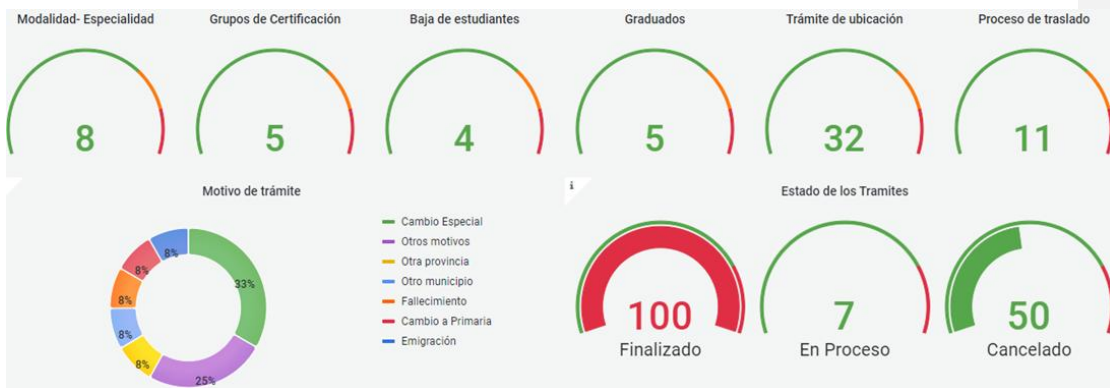 Modalidad- Especialidad
Grupos de Certificación
Baja de estudiantes
Graduados
Trámite de ubicación
Proceso de traslado
8
5
4
5
32
11
Motivo de trámite
33%
25%
8%
8%
8%
8%
8%
Cambio Especial
Otros motivos
Otra provincia
Otro municipio
Fallecimiento
Cambio a Primaria
Emigración
i
Estado de los Tramites
100
7
50
Finalizado
En Proceso
Cancelado